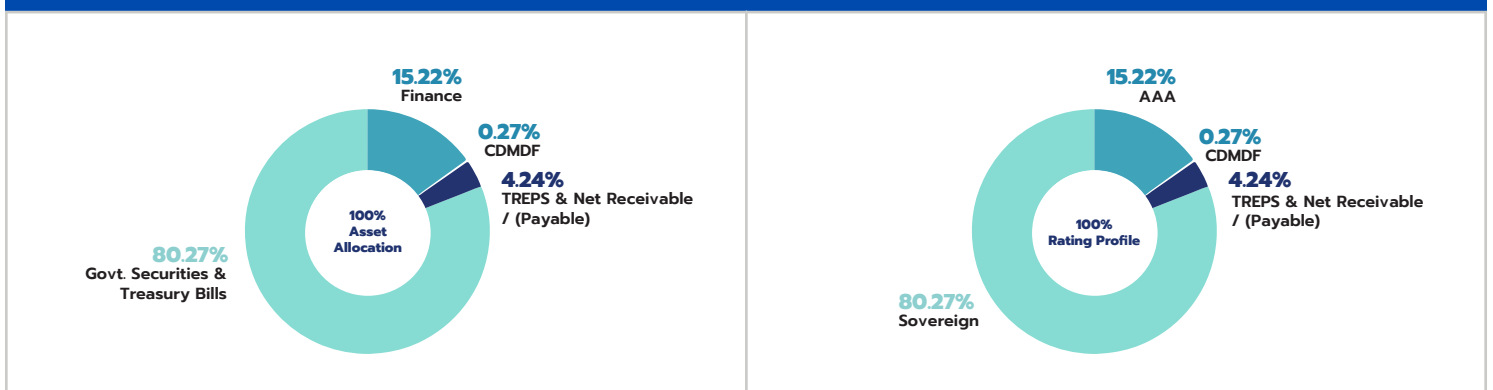 15.22%
Finance
0.27%
CDMDF
4.24%
TREPS & Net Receivable
/ (Payable)
100%
Asset
Allocation
80.27%
Govt. Securities &
Treasury Bills
15.22%
AAA
0.27%
CDMDF
4.24%
TREPS & Net Receivable
/ (Payable)
100%
Rating Profile
80.27%
Sovereign